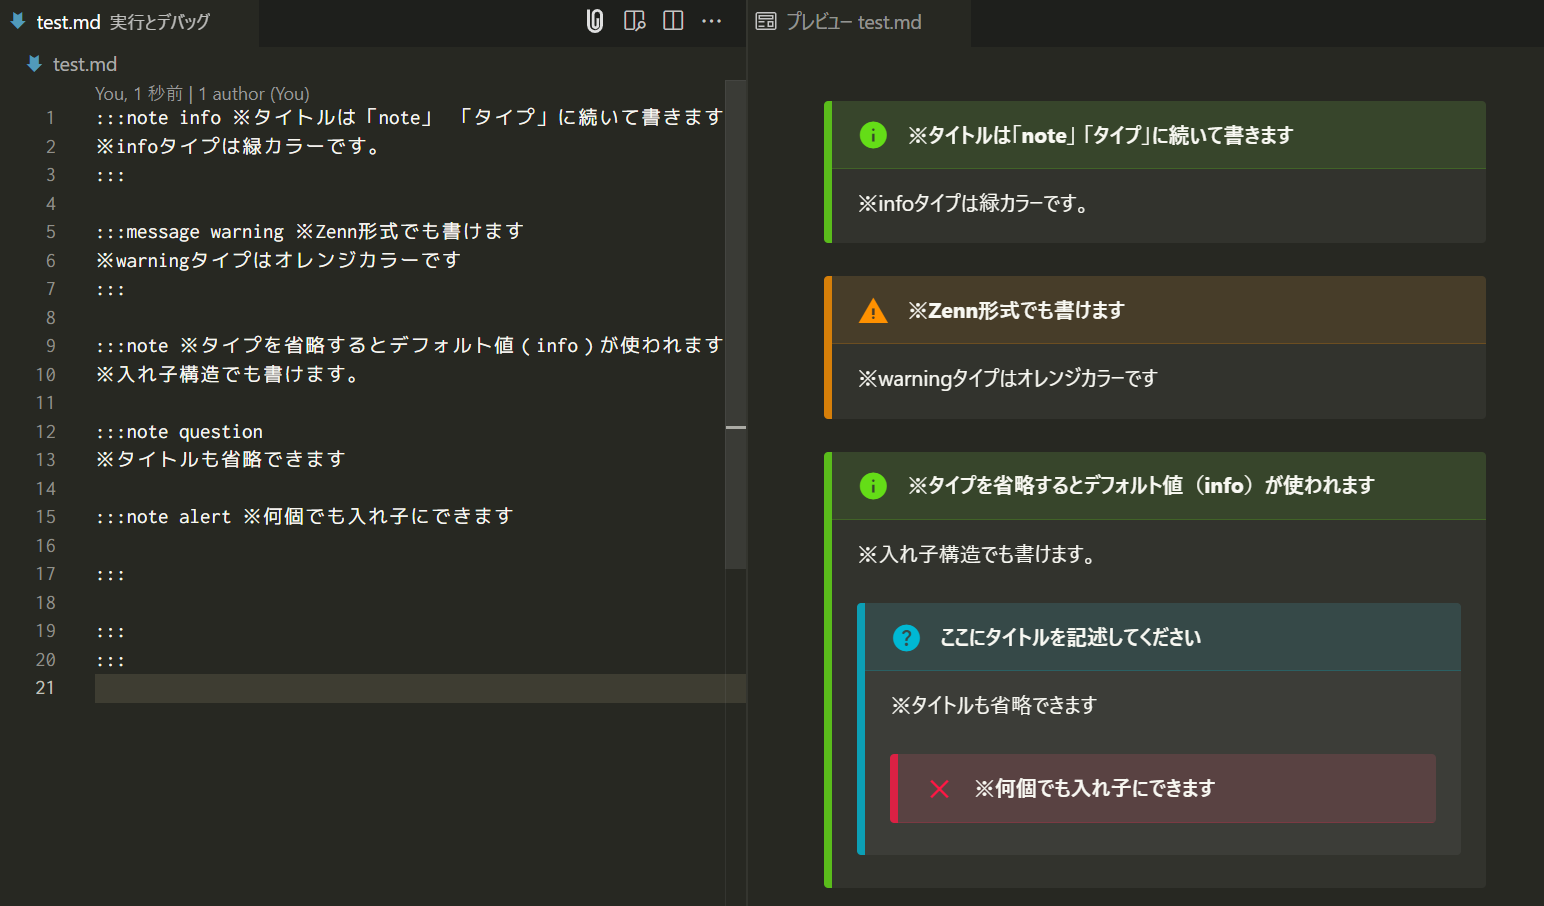 test.md 実行とデバッグ
プレビュー test.md
test.md
You, 1 秒前 | 1 author (You)
1 :::note info ※タイトルは「note」 「タイプ」に続いて書きます
2 ※infoタイプは緑カラーです。
3 :::
4
5 :::message warning ※Zenn形式でも書けます
6 ※warningタイプはオレンジカラーです
7 :::
8
9 :::note ※タイプを省略するとデフォルト値（info）が使われます
10 ※入れ子構造でも書けます。
11
12 :::note question
13 ※タイトルも省略できます
14
15 :::note alert ※何個でも入れ子にできます
16
17 :::
18
19 :::
20 :::
21
※タイトルは「note」「タイプ」に続いて書きます
※infoタイプは緑カラーです。
※Zenn形式でも書けます
※warningタイプはオレンジカラーです
※タイプを省略するとデフォルト値（info）が使われます
※入れ子構造でも書けます。
ここにタイトルを記述してください
※タイトルも省略できます
※何個でも入れ子にできます